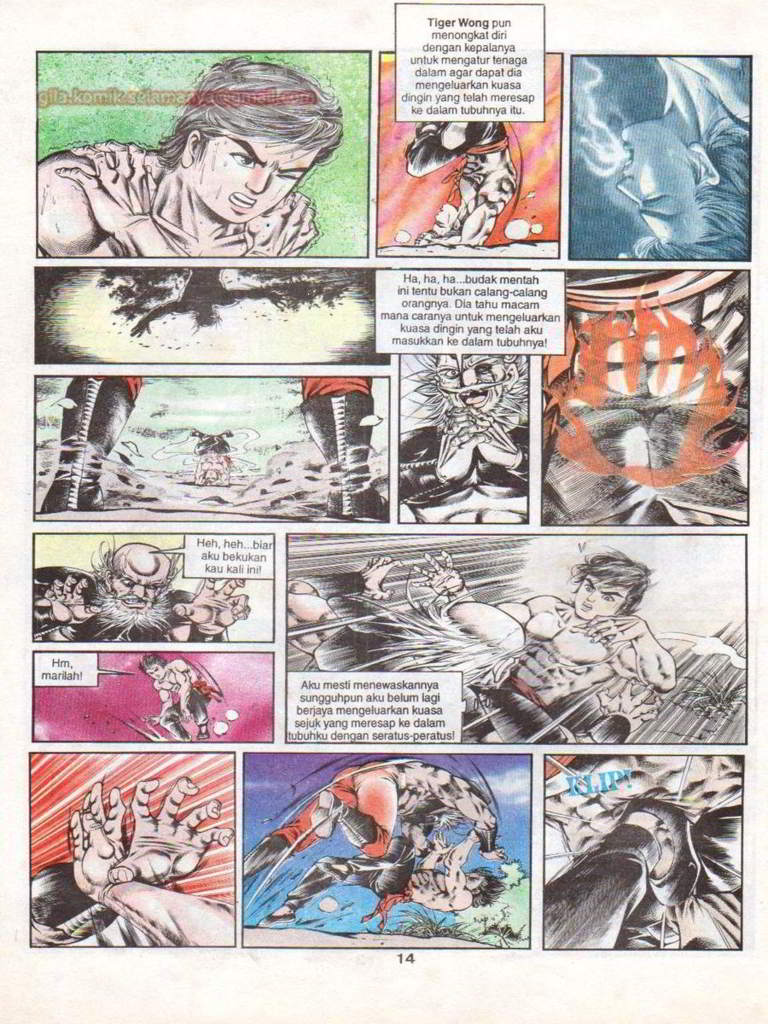 Tiger Wong pun
menongkat diri
dengan kepalanya
untuk mengatur tenaga
dalam agar dapat dia
mengeluarkan kuasa
dingin yang telah meresap
ke dalam tubuhnya itu.
Ha, ha, ha...budak mentah
ini tentu bukan calang-calang
orangnya. Dia tahu macam
mana caranya untuk mengeluarkan
kuasa dingin yang telah aku
masukkan ke dalam tubuhnya!
Heh, heh...biar
aku bekukan
kau kali ini!
Hm,
marilah!
Aku mesti menewaskannya
sungguhpun aku belum lagi
berjaya mengeluarkan kuasa
sejuk yang meresap ke dalam
tubuhku dengan seratus-peratus!
KLIP!
14